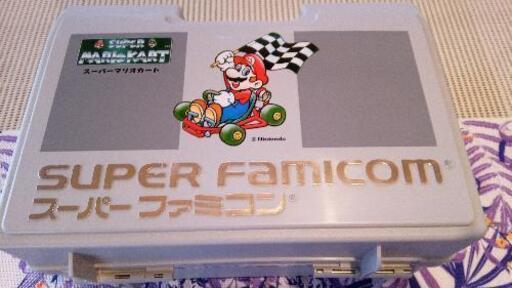 SUPER
MARIO KART
スーパーマリオカート
© Nintendo
SUPER FAMICOM®
スーパーファミコン®